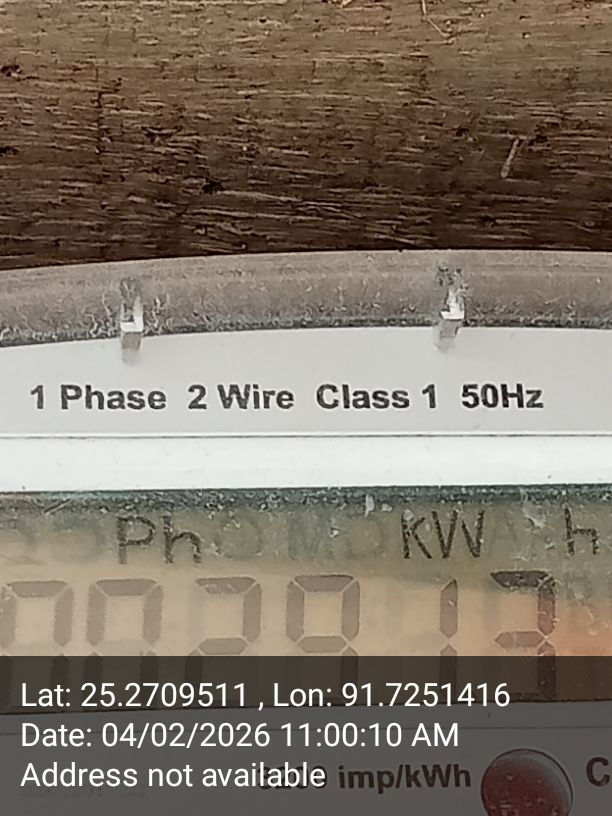 1 Phase 2 Wire Class 1 50Hz
Ph kW h
Lat: 25.2709511 , Lon: 91.7251416
Date: 04/02/2026 11:00:10 AM
Address not available
imp/kWh C